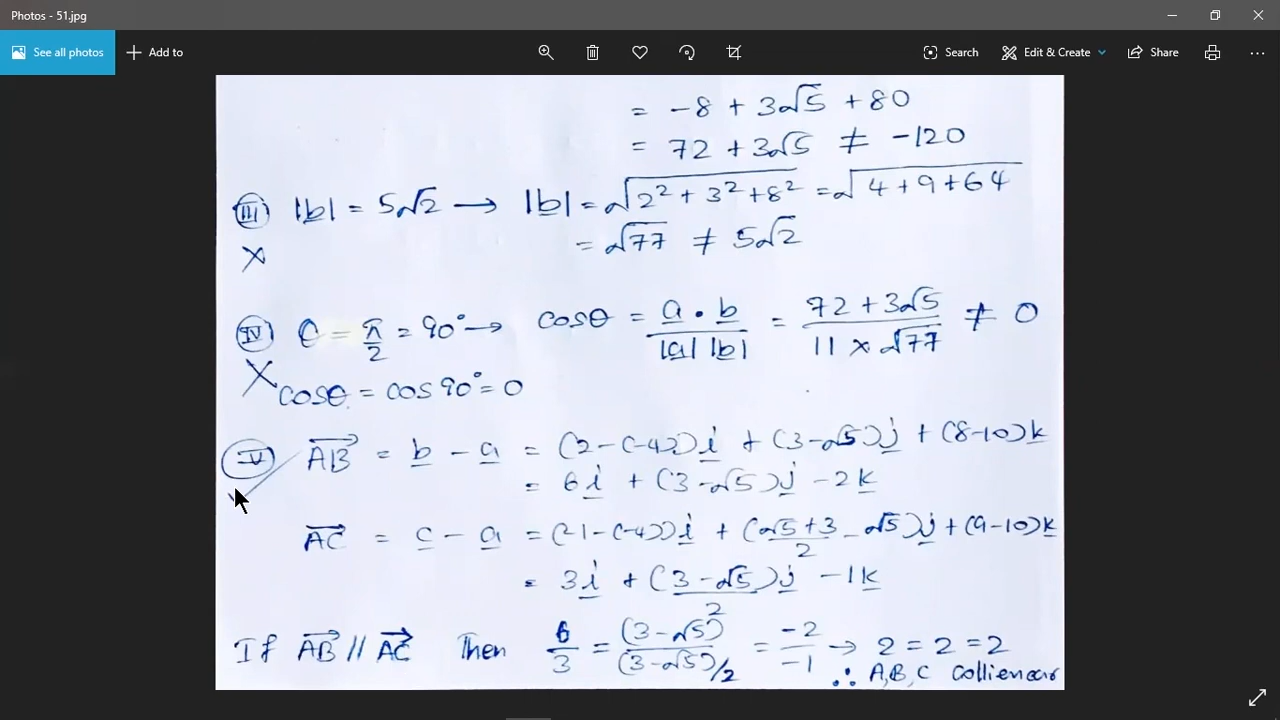 Photos - 51.jpg
See all photos
Add to
Search
Edit & Create
Share
= -8 + 3√5 + 80
= 72 + 3√5 ≠ -120
III |b| = 5√2 → |b| = √2² + 3² + 8² = √4 + 9 + 64
= √77 ≠ 5√2
X
IV θ = π/2 = 90° → cosθ = a · b / |a| |b| = 72 + 3√5 / 11 × √77 ≠ 0
X cosθ = cos 90° = 0
V AB = b - a = (2 - (-4))i + (3 - √5)j + (8 - 10)k
= 6i + (3 - √5)j - 2k
AC = c - a = (-1 - (-4))i + (√5 + 3 / 2 - √5)j + (9 - 10)k
= 3i + (3 - √5 / 2)j - 1k
If AB // AC Then 6/3 = (3 - √5) / (3 - √5)/2 = -2/-1 → 2 = 2 = 2
∴ A,B,C Collienear